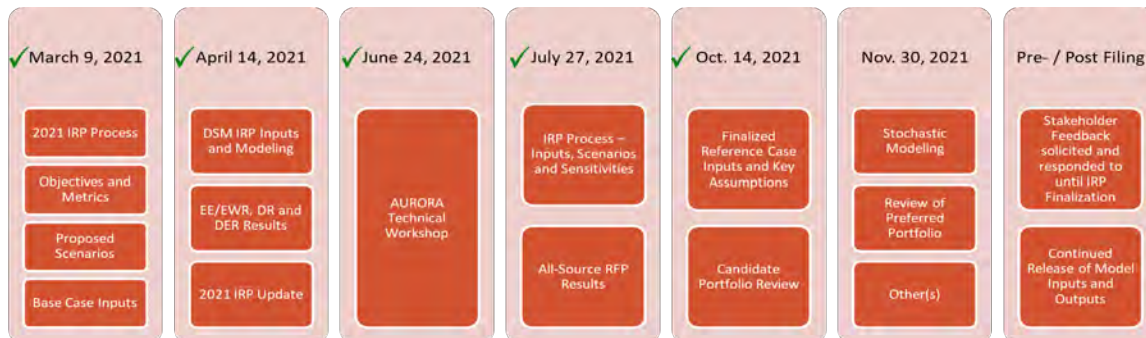 ✓ March 9, 2021
2021 IRP Process
Objectives and
Metrics
Proposed
Scenarios
Base Case Inputs
✓ April 14, 2021
DSM IRP Inputs
and Modeling
EE/EWR, DR and
DER Results
2021 IRP Update
✓ June 24, 2021
AURORA
Technical
Workshop
✓ July 27, 2021
IRP Process –
Inputs, Scenarios
and Sensitivities
All-Source RFP
Results
✓ Oct. 14, 2021
Finalized
Reference Case
Inputs and Key
Assumptions
Candidate
Portfolio Review
Nov. 30, 2021
Stochastic
Modeling
Review of
Preferred
Portfolio
Other(s)
Pre- / Post Filing
Stakeholder
Feedback
solicited and
responded to
until IRP
Finalization
Continued
Release of Model
Inputs and
Outputs